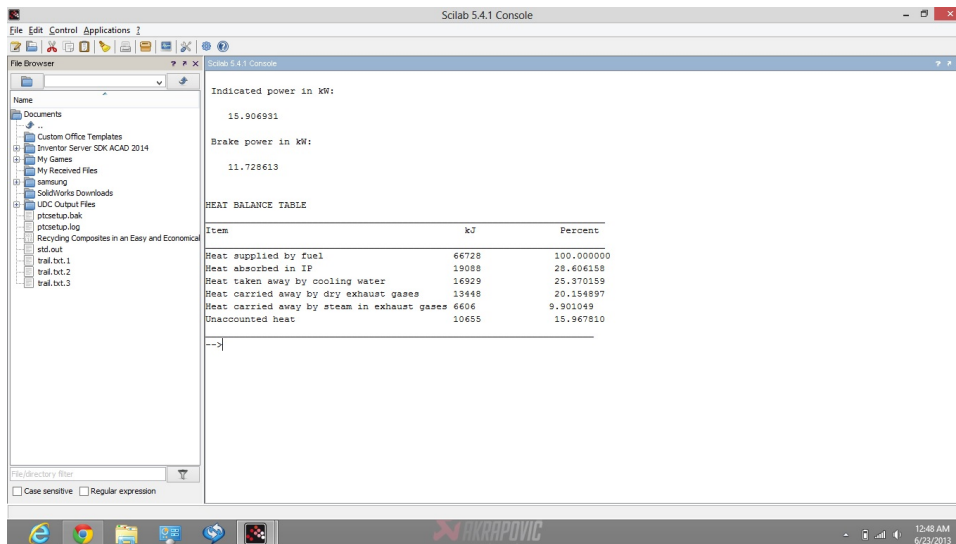 Scilab 5.4.1 Console
File Edit Control Applications ?
File Browser
Scilab 5.4.1 Console
Name
Documents
..
Custom Office Templates
Inventor Server SDK ACAD 2014
My Games
My Received Files
samsung
SolidWorks Downloads
UDC Output Files
ptcsetup.bak
ptcsetup.log
Recycling Composites in an Easy and Economical
std.out
trail.txt.1
trail.txt.2
trail.txt.3
File/directory filter
Case sensitive Regular expression
Indicated power in kW:
15.906931
Brake power in kW:
11.728613
HEAT BALANCE TABLE
Item kJ Percent
Heat supplied by fuel 66728 100.000000
Heat absorbed in IP 19088 28.606158
Heat taken away by cooling water 16929 25.370159
Heat carried away by dry exhaust gases 13448 20.154897
Heat carried away by steam in exhaust gases 6606 9.901049
Unaccounted heat 10655 15.967810
-->
AKRAPOVIC
12:48 AM
6/23/2013